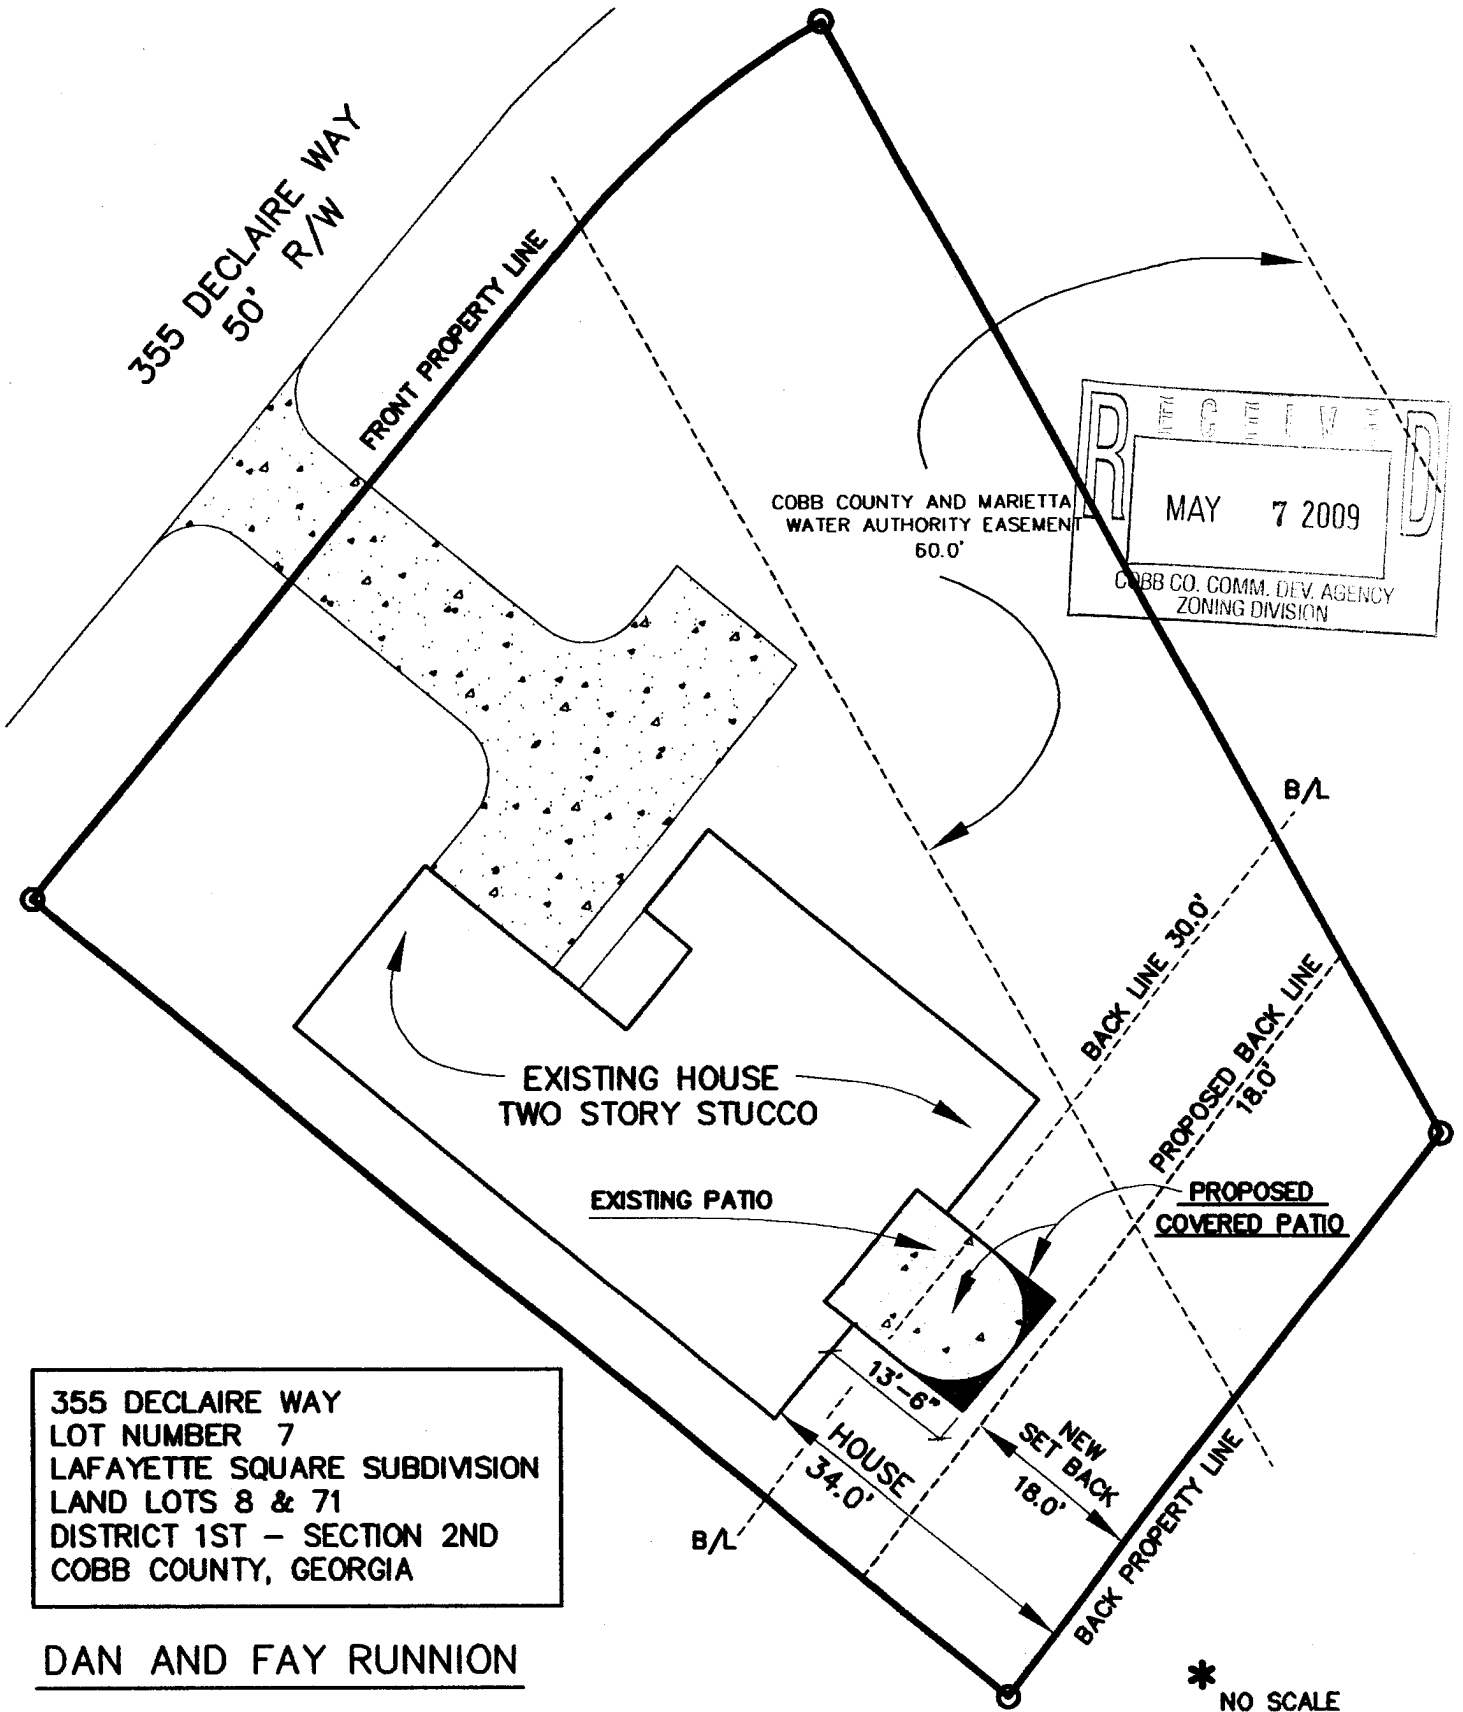 355 DECLAIRE WAY
50' R/W
FRONT PROPERTY LINE
COBB COUNTY AND MARIETTA
WATER AUTHORITY EASEMENT
60.0'
RECEIVED
MAY 7 2009
COBB CO. COMM. DEV. AGENCY
ZONING DIVISION
B/L
BACK LINE 30.0'
PROPOSED BACK LINE
18.0'
EXISTING HOUSE
TWO STORY STUCCO
EXISTING PATIO
PROPOSED
COVERED PATIO
13'-6"
HOUSE
34.0'
NEW
SET BACK
18.0'
B/L
BACK PROPERTY LINE
355 DECLAIRE WAY
LOT NUMBER 7
LAFAYETTE SQUARE SUBDIVISION
LAND LOTS 8 & 71
DISTRICT 1ST - SECTION 2ND
COBB COUNTY, GEORGIA
DAN AND FAY RUNNION
* NO SCALE